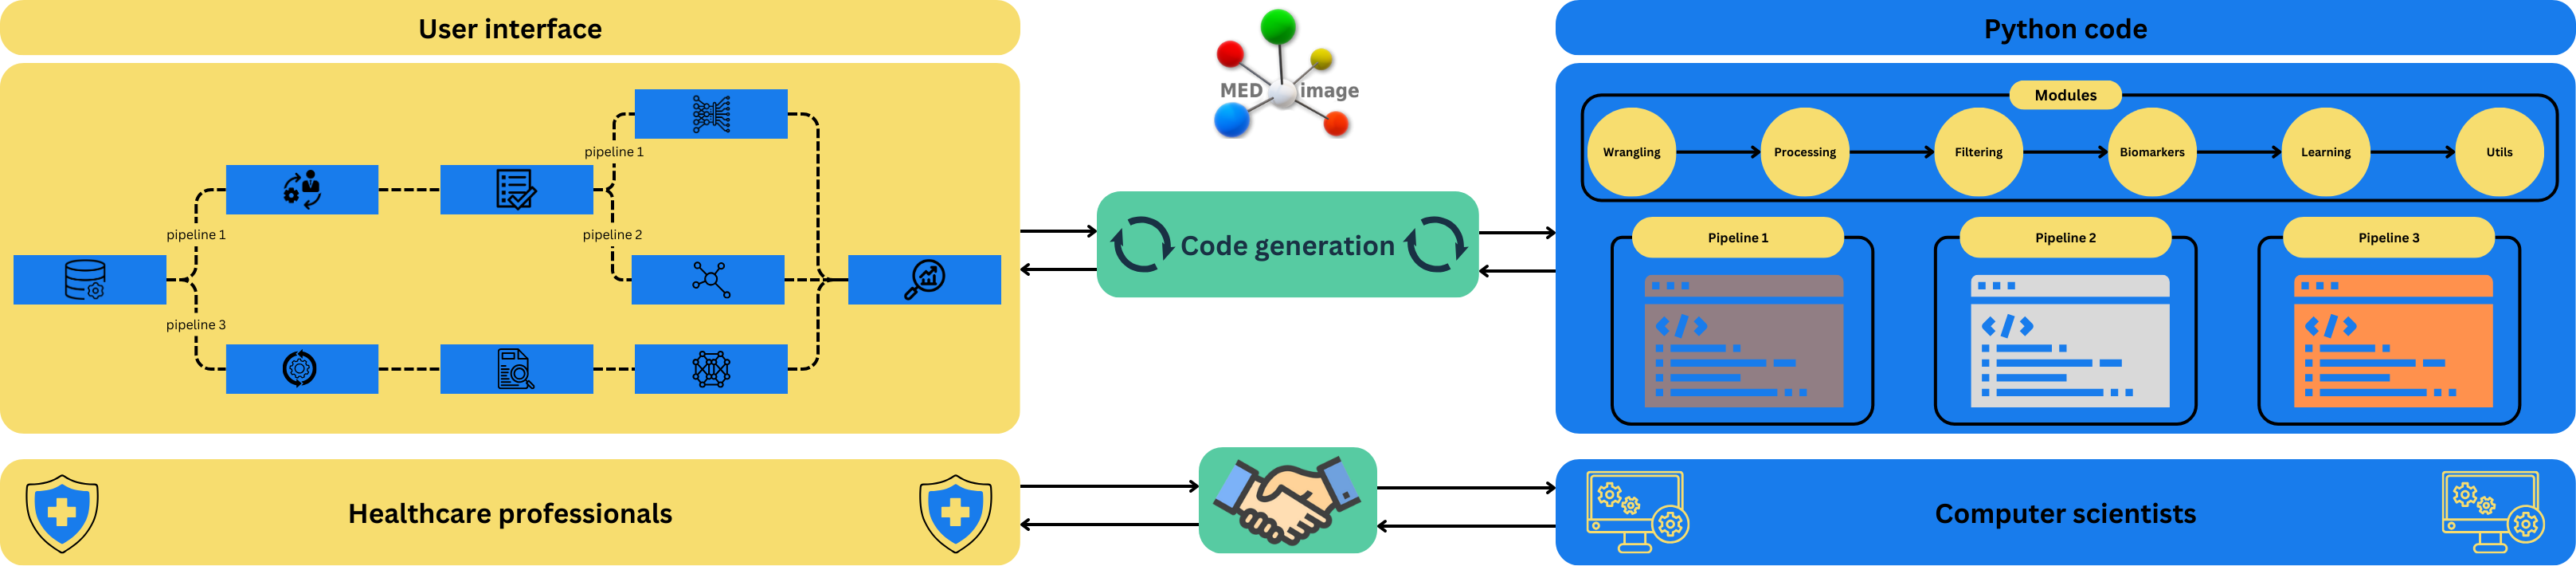 User interface
MED image
Python code
Modules
Wrangling
Processing
Filtering
Biomarkers
Learning
Utils
pipeline 1
pipeline 1
pipeline 2
pipeline 3
Code generation
Pipeline 1
Pipeline 2
Pipeline 3
</>
</>
</>
Healthcare professionals
Computer scientists